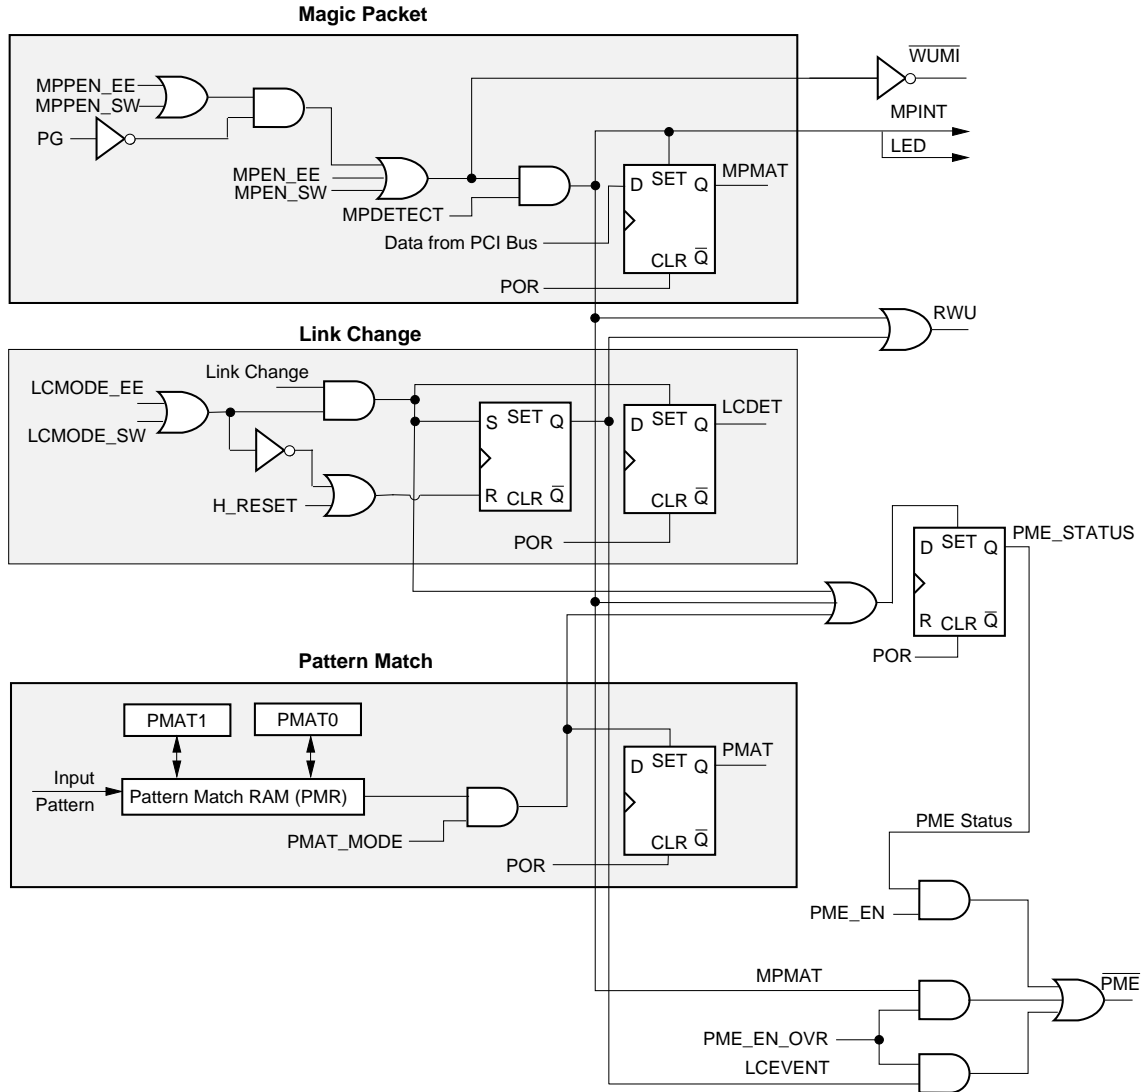 Magic Packet
MPPEN_EE
MPPEN_SW
PG
MPEN_EE
MPEN_SW
MPDETECT
Data from PCI Bus
POR
D SET Q
CLR Q
MPMAT
WUMI
MPINT
LED
RWU
Link Change
LCMODE_EE
LCMODE_SW
Link Change
H_RESET
S SET Q
R CLR Q
D SET Q
CLR Q
LCDET
POR
D SET Q
R CLR Q
PME_STATUS
POR
Pattern Match
PMAT1
PMAT0
Input
Pattern
Pattern Match RAM (PMR)
PMAT_MODE
D SET Q
CLR Q
PMAT
POR
PME Status
PME_EN
MPMAT
PME_EN_OVR
LCEVENT
PME